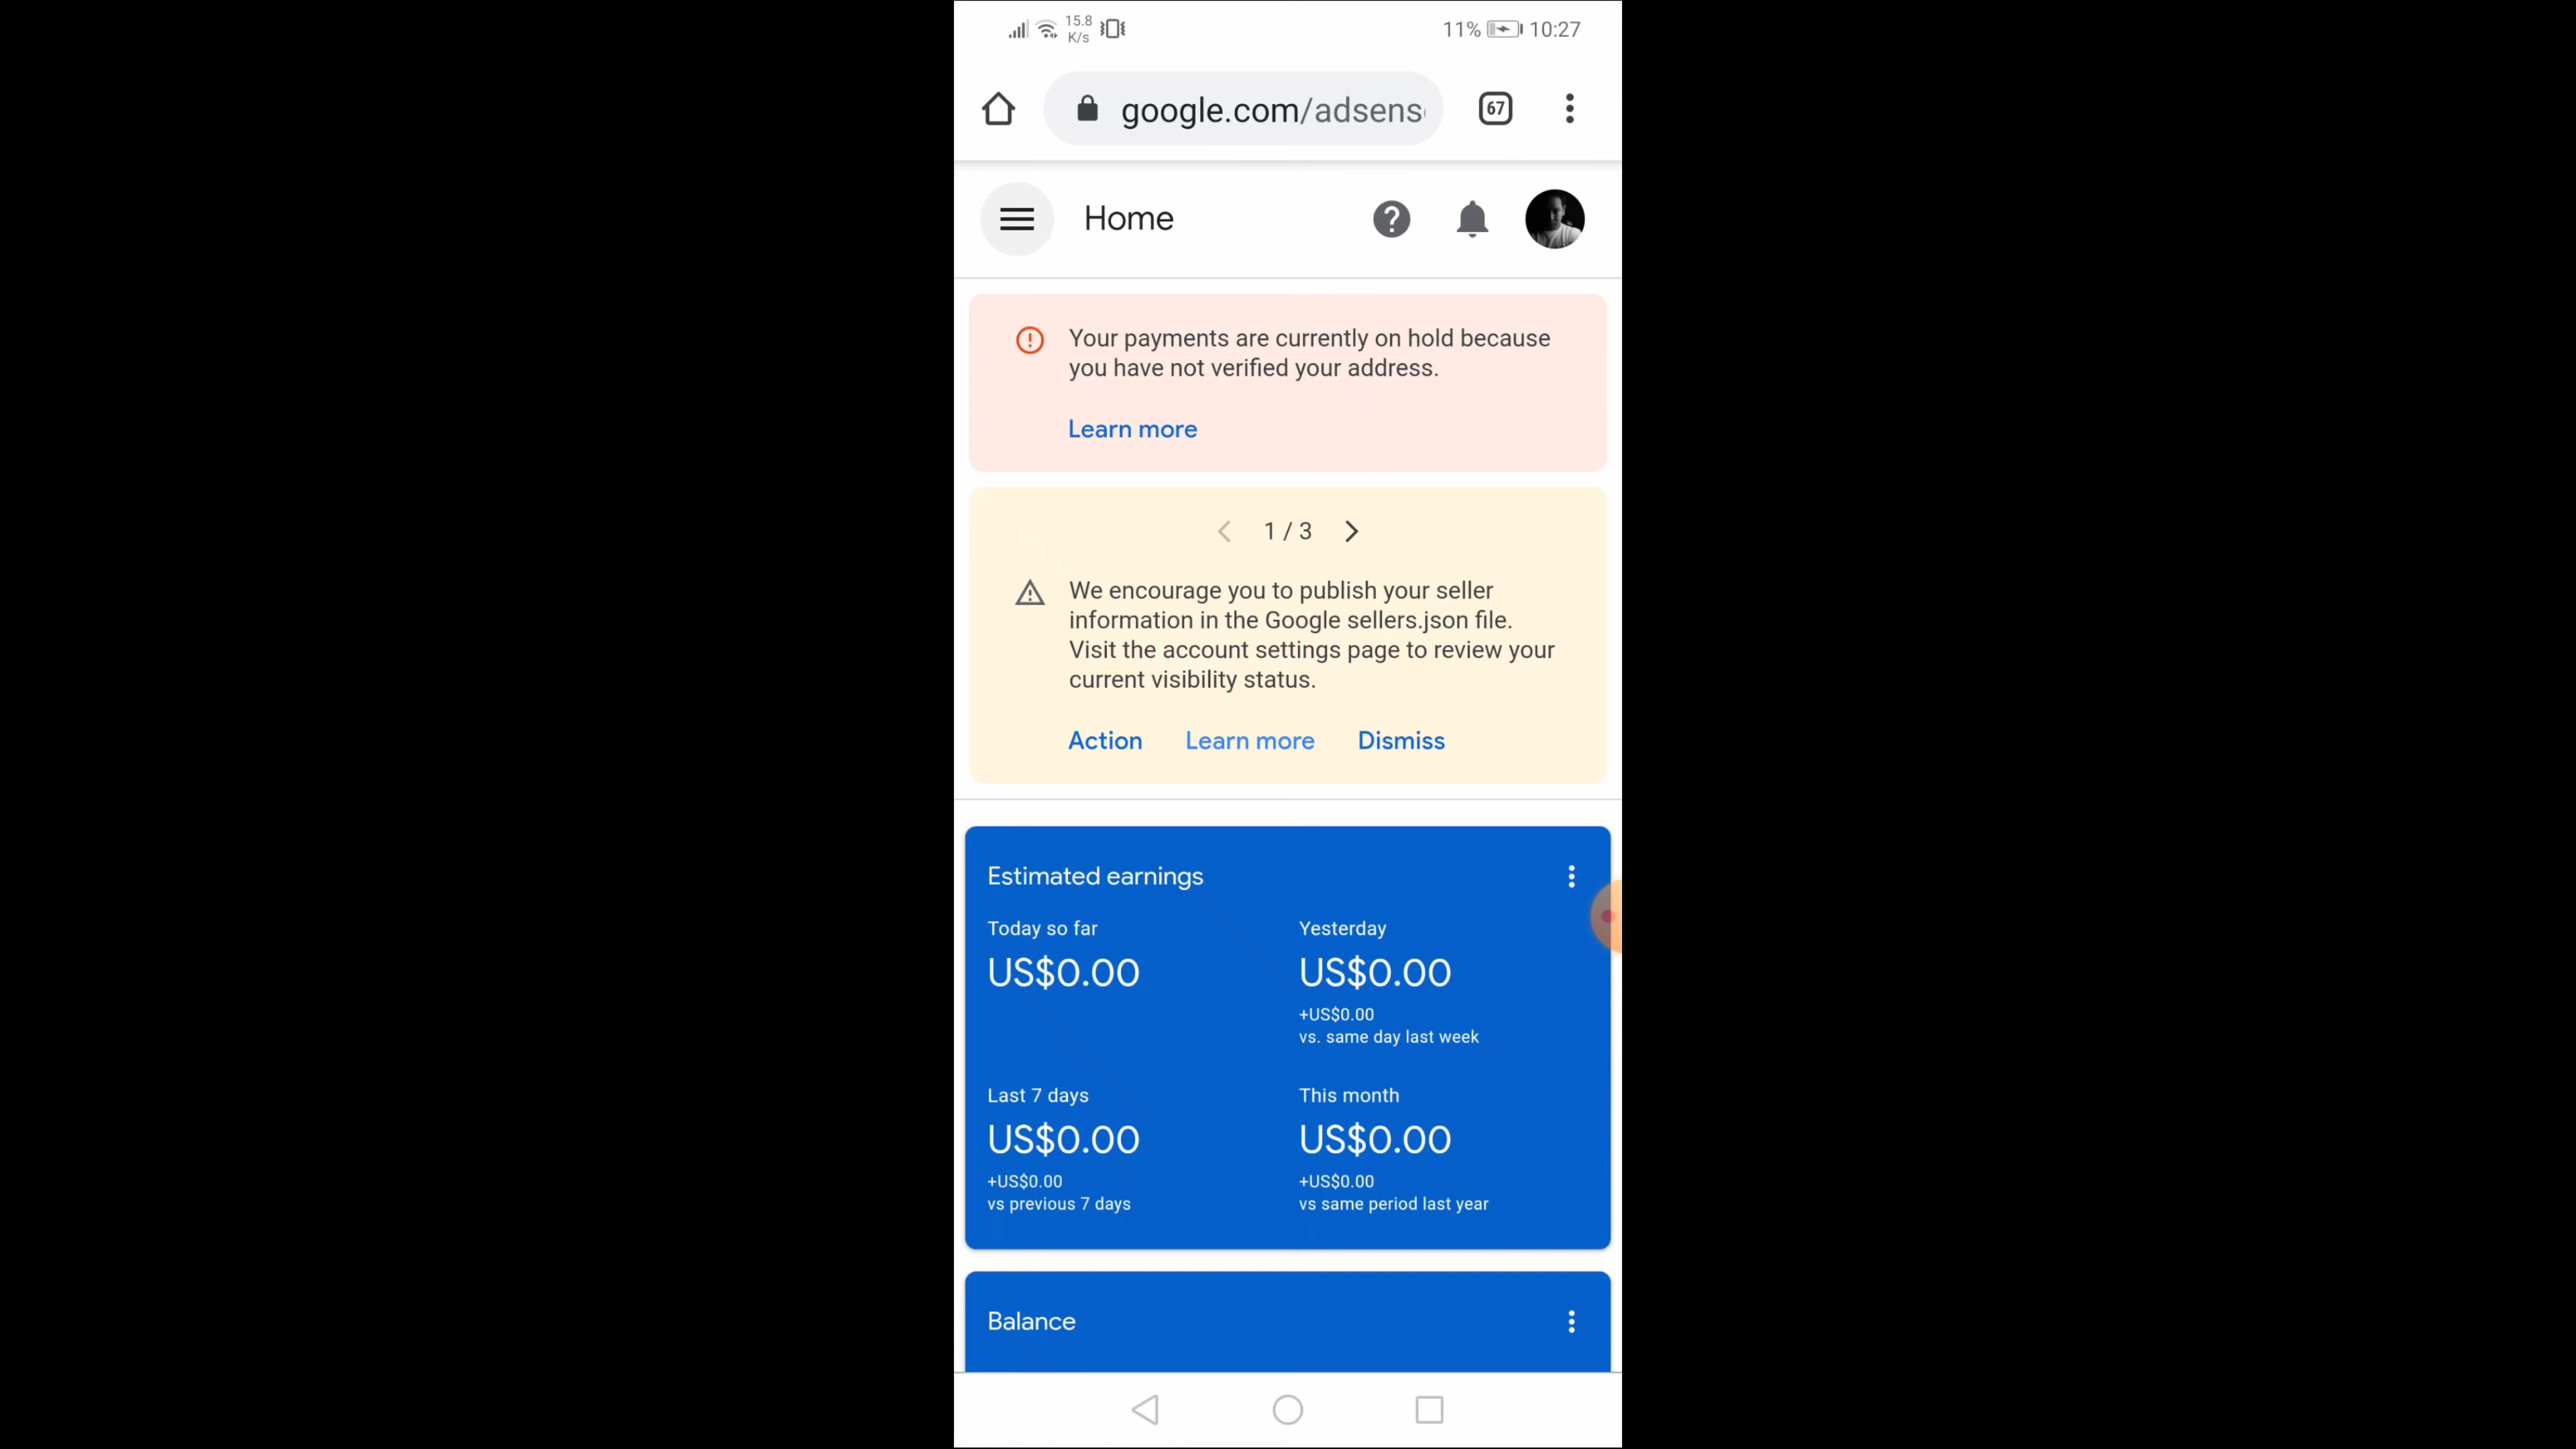 15.8
K/s
11%
10:27
google.com/adsens
67
Home
Your payments are currently on hold because
you have not verified your address.
Learn more
1 / 3
We encourage you to publish your seller
information in the Google sellers.json file.
Visit the account settings page to review your
current visibility status.
Action Learn more Dismiss
Estimated earnings
Today so far
US$0.00
Yesterday
US$0.00
+US$0.00
vs. same day last week
Last 7 days
US$0.00
+US$0.00
vs previous 7 days
This month
US$0.00
+US$0.00
vs same period last year
Balance